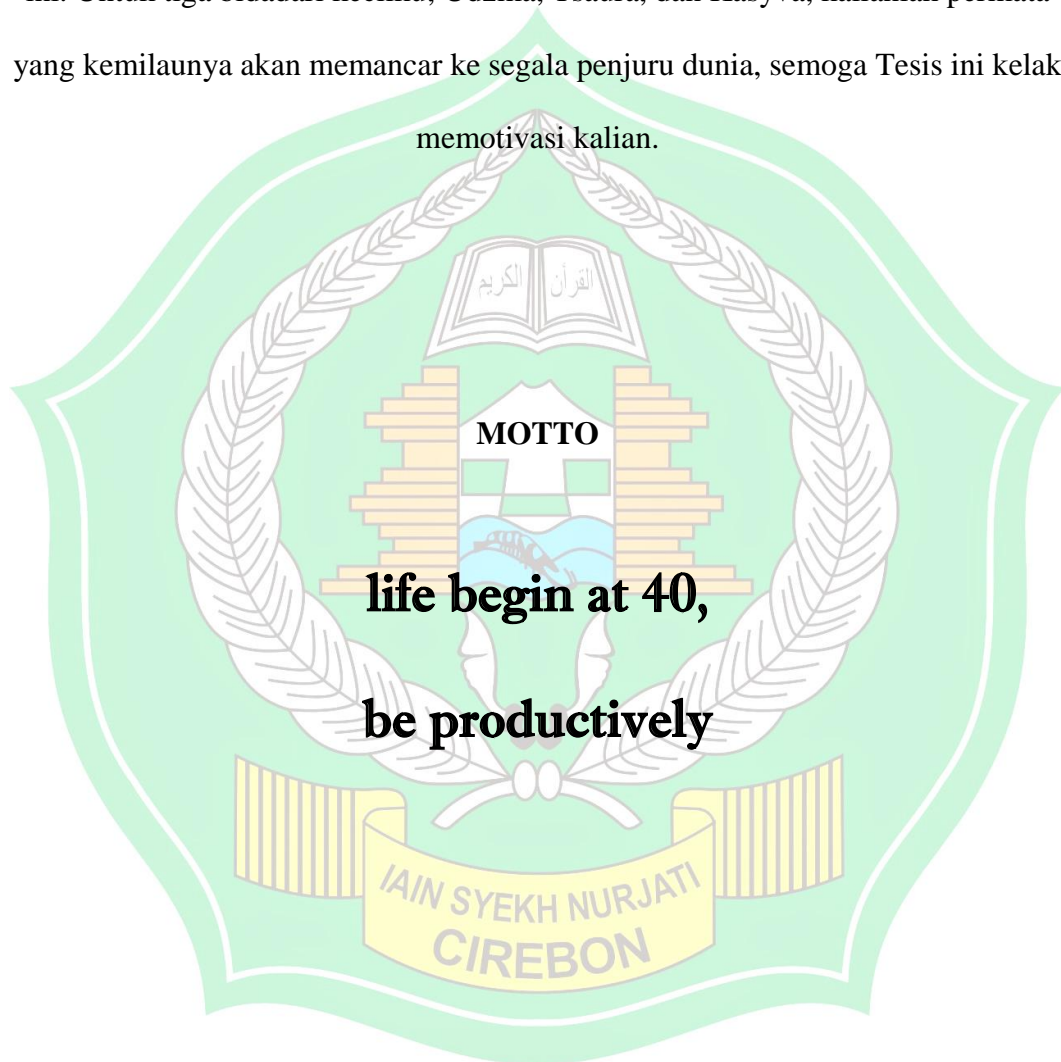 yang kemilaunya akan memancar ke segala penjuru dunia, semoga Tesis ini kelak
memotivasi kalian.
القرآن الكريم
MOTTO
life begin at 40,
be productively
IAIN SYEKH NURJATI
CIREBON